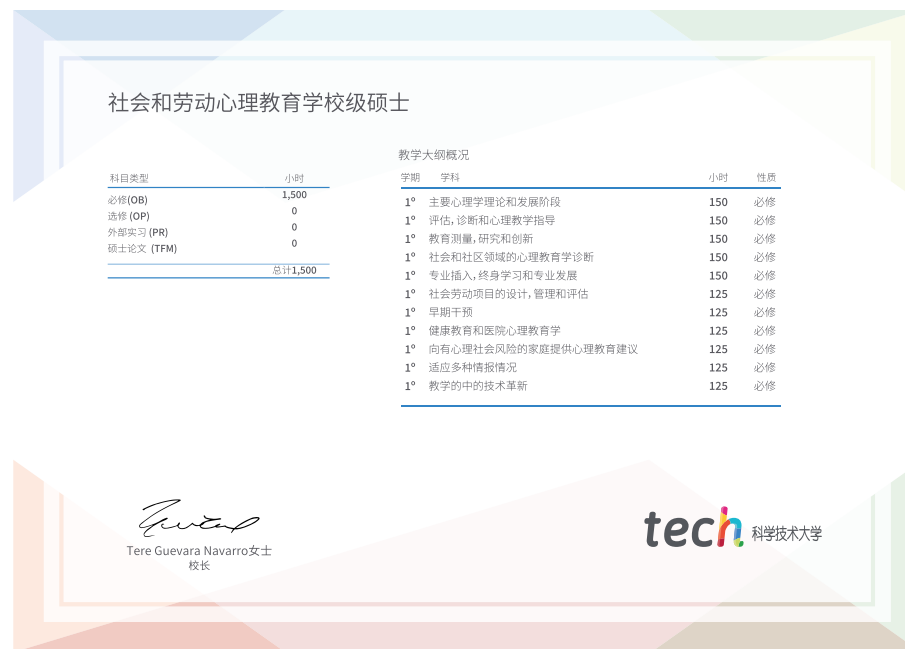 社会和劳动心理教育学校级硕士
科目类型 小时
必修(OB) 1,500
选修 (OP) 0
外部实习 (PR) 0
硕士论文 (TFM) 0
总计1,500
教学大纲概况
学期 学科 小时 性质
1º 主要心理学理论和发展阶段 150 必修
1º 评估, 诊断和心理教学指导 150 必修
1º 教育测量, 研究和创新 150 必修
1º 社会和社区领域的心理教育学诊断 150 必修
1º 专业插入, 终身学习和专业发展 150 必修
1º 社会劳动项目的设计, 管理和评估 125 必修
1º 早期干预 125 必修
1º 健康教育和医院心理教育学 125 必修
1º 向有心理社会风险的家庭提供心理教育建议 125 必修
1º 适应多种情报情况 125 必修
1º 教学的中的技术革新 125 必修
Tere Guevara Navarro女士
校长
tech 科学技术大学